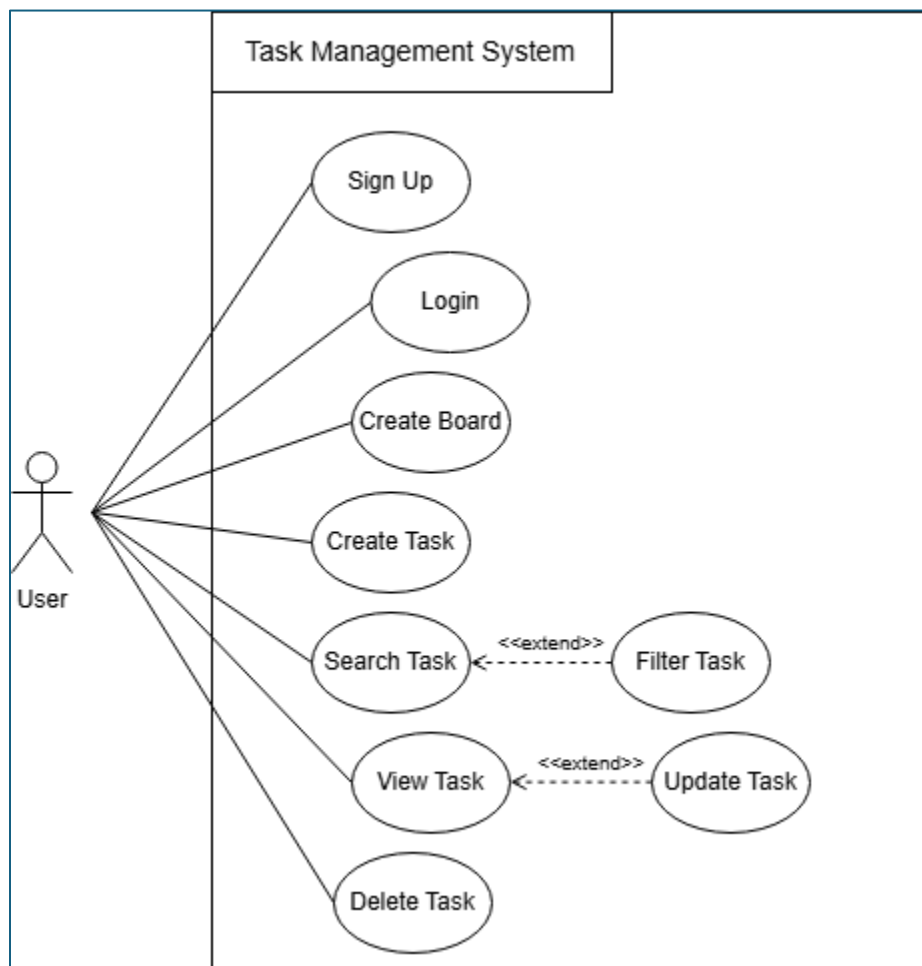 Task Management System
Sign Up
Login
Create Board
Create Task
User
Search Task
<<extend>>
Filter Task
View Task
<<extend>>
Update Task
Delete Task